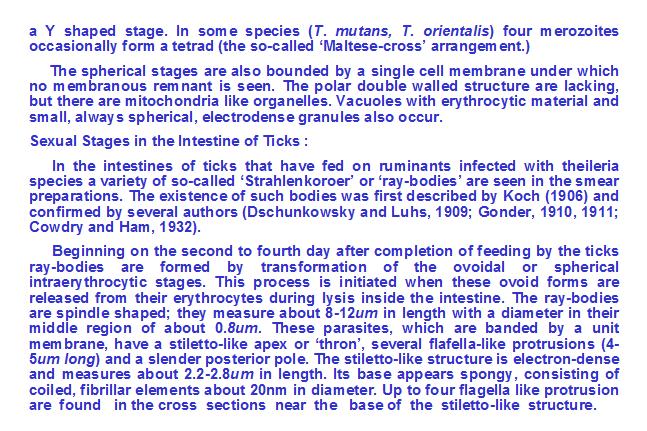 a Y shaped stage. In some species (T. mutans, T. orientalis) four merozoites
occasionally form a tetrad (the so-called ‘Maltese-cross’ arrangement.)
The spherical stages are also bounded by a single cell membrane under which
no membranous remnant is seen. The polar double walled structure are lacking,
but there are mitochondria like organelles. Vacuoles with erythrocytic material and
small, always spherical, electrodense granules also occur.
Sexual Stages in the Intestine of Ticks :
In the intestines of ticks that have fed on ruminants infected with theileria
species a variety of so-called ‘Strahlenkoroer’ or ‘ray-bodies’ are seen in the smear
preparations. The existence of such bodies was first described by Koch (1906) and
confirmed by several authors (Dschunkowsky and Luhs, 1909; Gonder, 1910, 1911;
Cowdry and Ham, 1932).
Beginning on the second to fourth day after completion of feeding by the ticks
ray-bodies are formed by transformation of the ovoidal or spherical
intraerythrocytic stages. This process is initiated when these ovoid forms are
released from their erythrocytes during lysis inside the intestine. The ray-bodies
are spindle shaped; they measure about 8-12um in length with a diameter in their
middle region of about 0.8um. These parasites, which are banded by a unit
membrane, have a stiletto-like apex or ‘thron’, several flafella-like protrusions (4-
5um long) and a slender posterior pole. The stiletto-like structure is electron-dense
and measures about 2.2-2.8um in length. Its base appears spongy, consisting of
coiled, fibrillar elements about 20nm in diameter. Up to four flagella like protrusion
are found in the cross sections near the base of the stiletto-like structure.